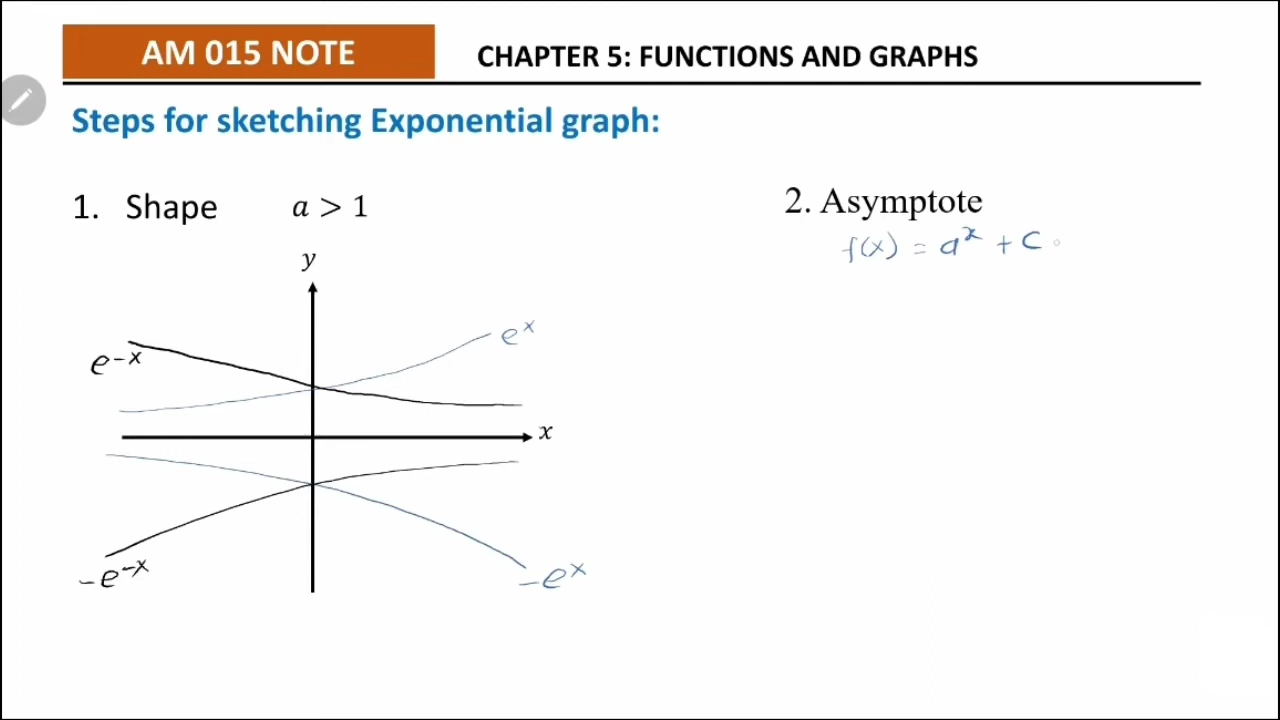 AM 015 NOTE
CHAPTER 5: FUNCTIONS AND GRAPHS
Steps for sketching Exponential graph:
1. Shape a > 1
y
e^x
e^-x
x
-e^-x
-e^x
2. Asymptote
f(x) = a^x + c